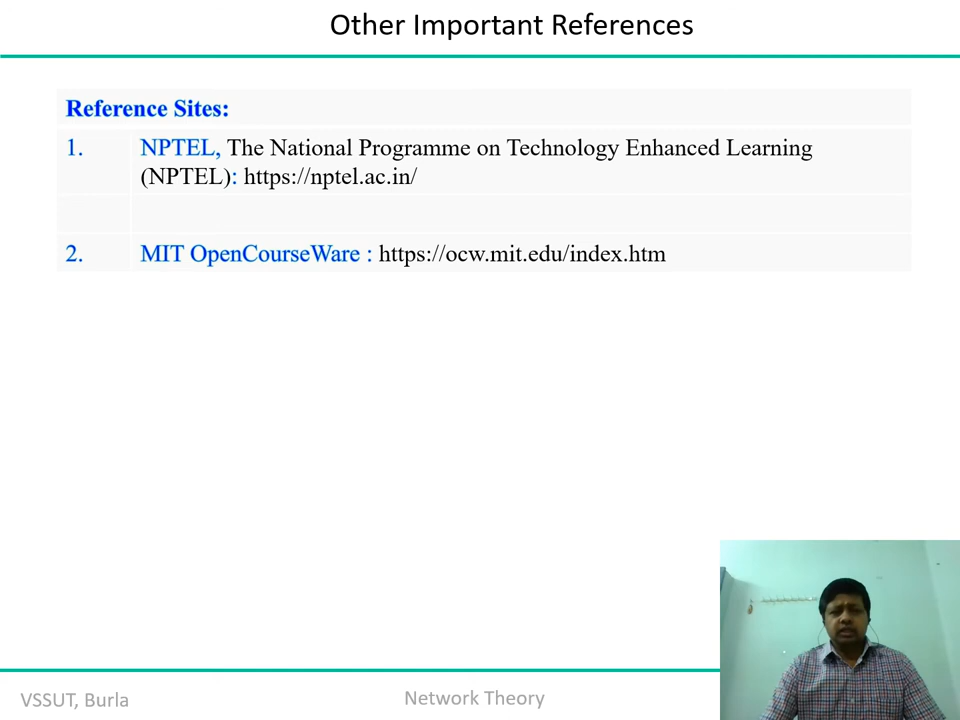 Other Important References
Reference Sites:
1. NPTEL, The National Programme on Technology Enhanced Learning
(NPTEL): https://nptel.ac.in/
2. MIT OpenCourseWare : https://ocw.mit.edu/index.htm
VSSUT, Burla
Network Theory